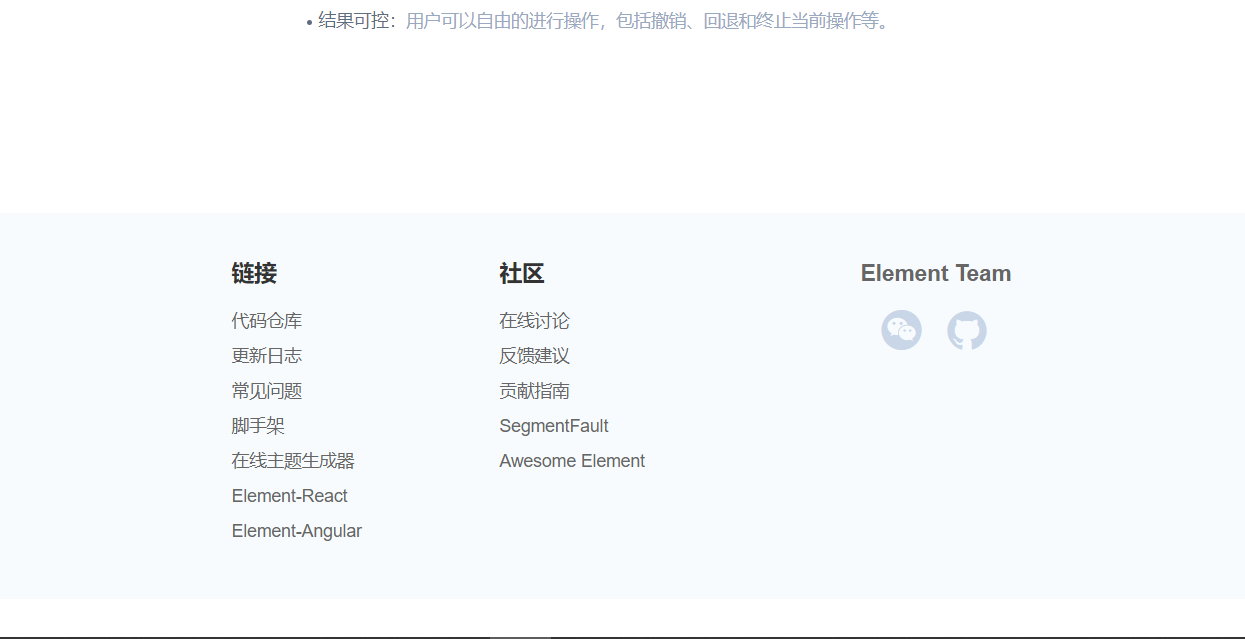 • 结果可控：用户可以自由的进行操作，包括撤销、回退和终止当前操作等。
链接
代码仓库
更新日志
常见问题
脚手架
在线主题生成器
Element-React
Element-Angular
社区
在线讨论
反馈建议
贡献指南
SegmentFault
Awesome Element
Element Team